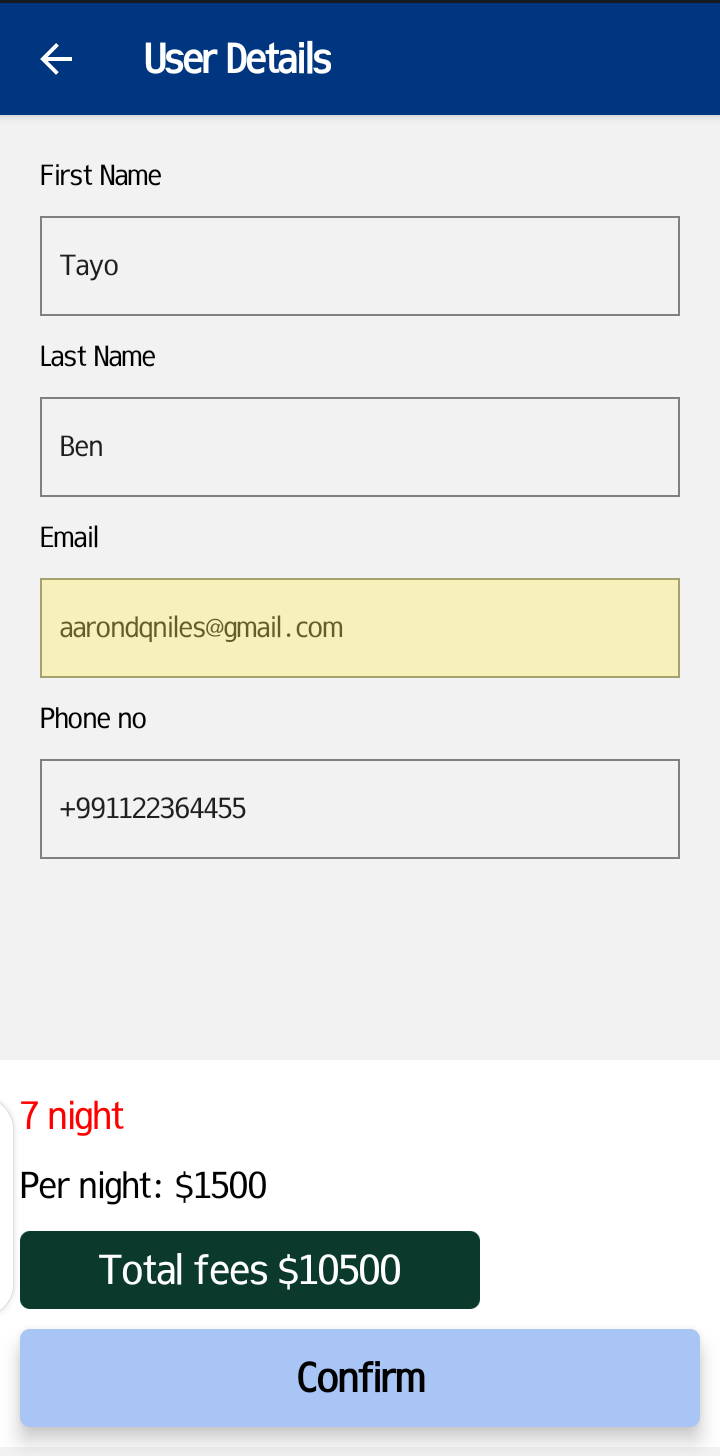 User Details
First Name
Tayo
Last Name
Ben
Email
aarondqniles@gmail.com
Phone no
+991122364455
7 night
Per night: $1500
Total fees $10500
Confirm